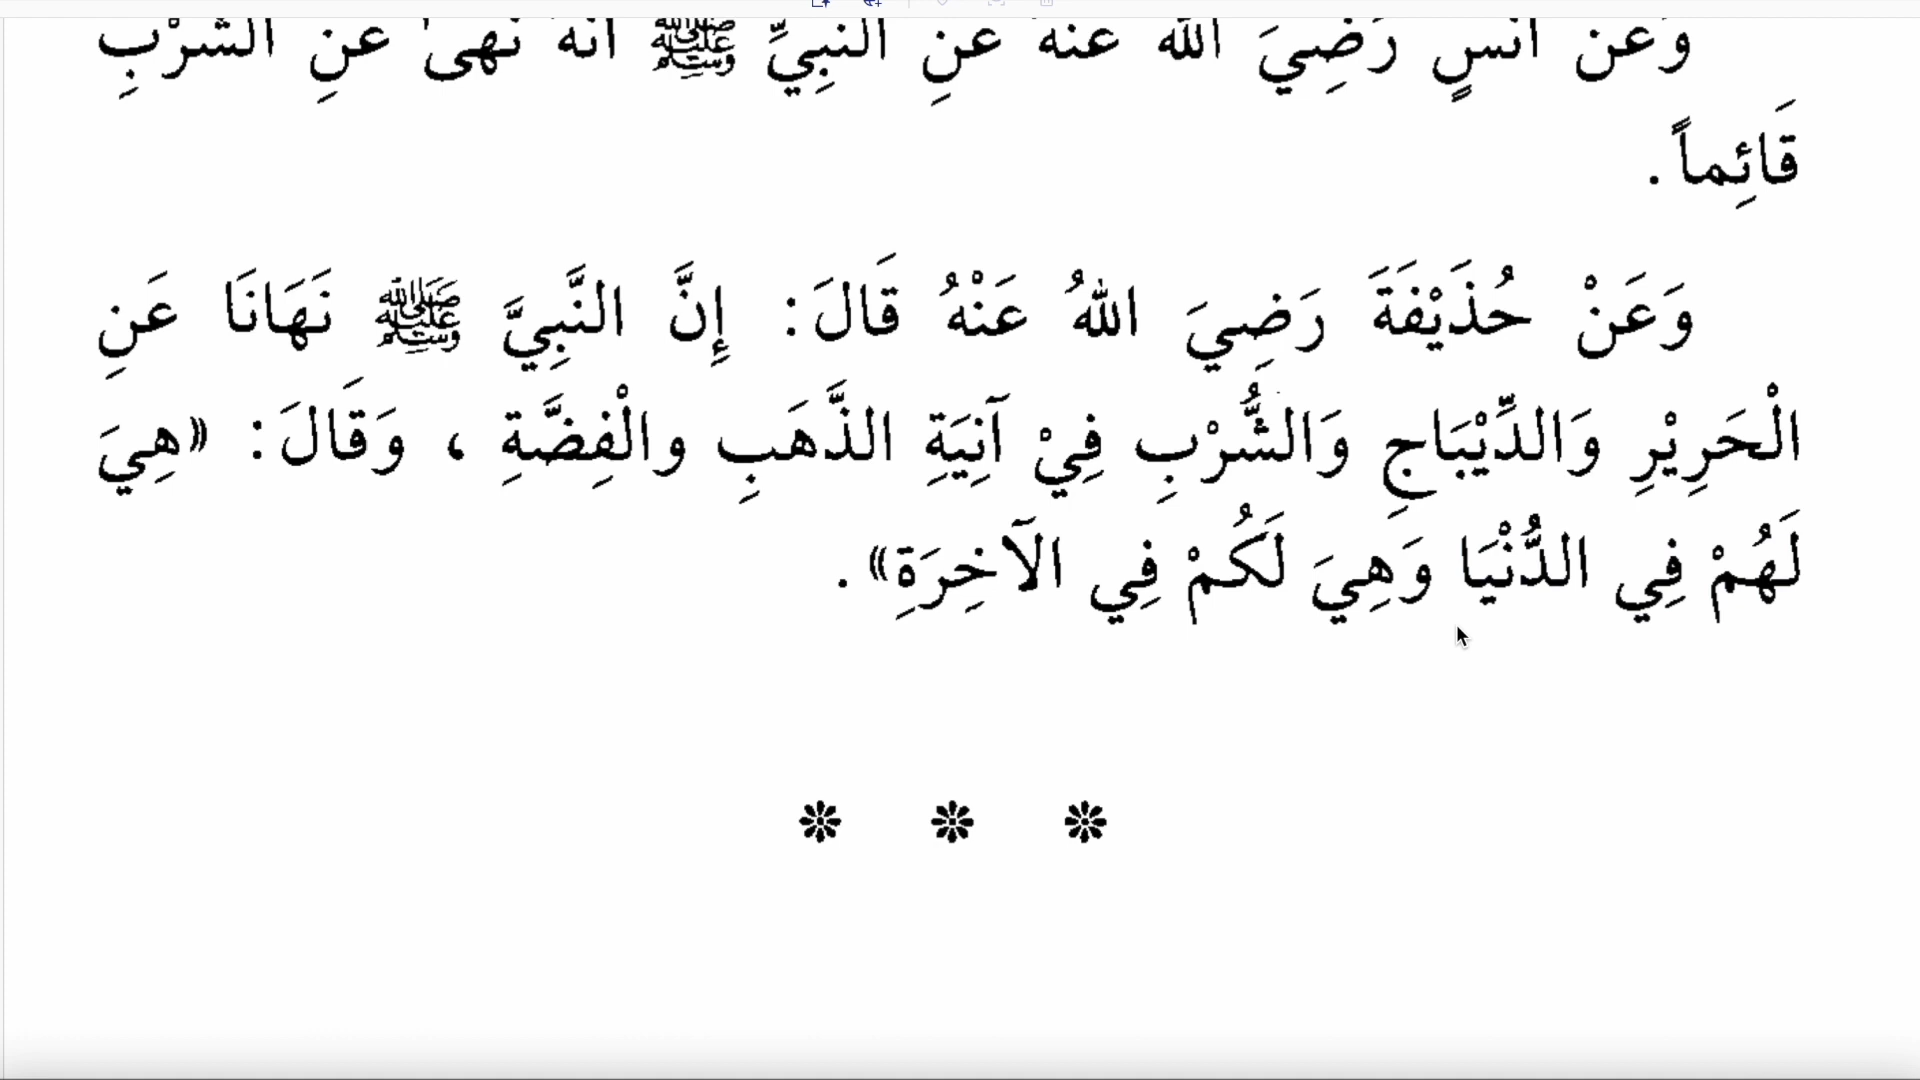 وَعَنْ أَنَسٍ رَضِيَ اللهُ عَنْهُ عَنِ النَّبِيِّ ﷺ أَنَّهُ نَهَىٰ عَنِ الشُّرْبِ
قَائِماً .
وَعَنْ حُذَيْفَةَ رَضِيَ اللهُ عَنْهُ قَالَ: إِنَّ النَّبِيَّ ﷺ نَهَانَا عَنِ
الْحَرِيْرِ وَالدِّيْبَاجِ وَالشُّرْبِ فِيْ آنِيَةِ الذَّهَبِ والْفِضَّةِ ، وَقَالَ: «هِيَ
لَهُمْ فِي الدُّنْيَا وَهِيَ لَكُمْ فِي الآخِرَةِ» .